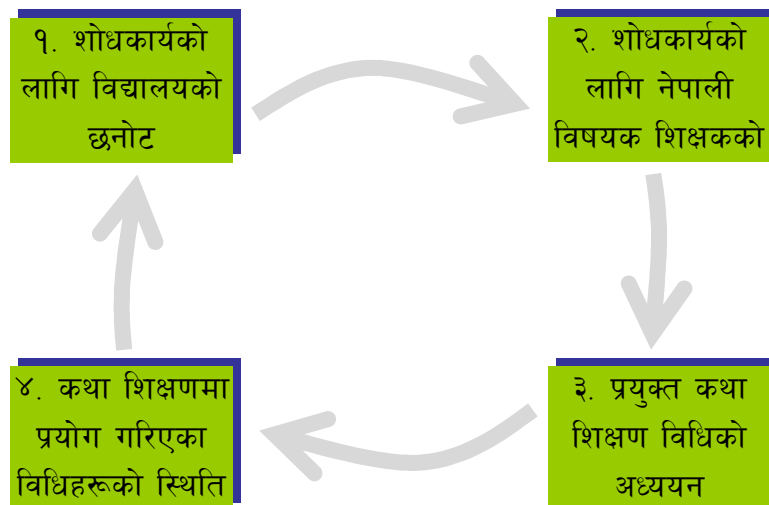 १. शोधकार्यको
लागि विद्यालयको
छनोट
२. शोधकार्यको
लागि नेपाली
विषयक शिक्षकको
३. प्रयुक्त कथा
शिक्षण विधिको
अध्ययन
४. कथा शिक्षणमा
प्रयोग गरिएका
विधिहरूको स्थिति